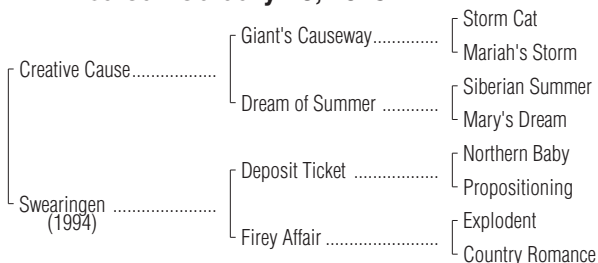 Storm Cat
Giant's Causeway..............
Mariah's Storm
Creative Cause..................
Siberian Summer
Dream of Summer ............
Mary's Dream
Northern Baby
Deposit Ticket ..................
Propositioning
Swearingen ......................
(1994)
Explodent
Firey Affair ........................
Country Romance